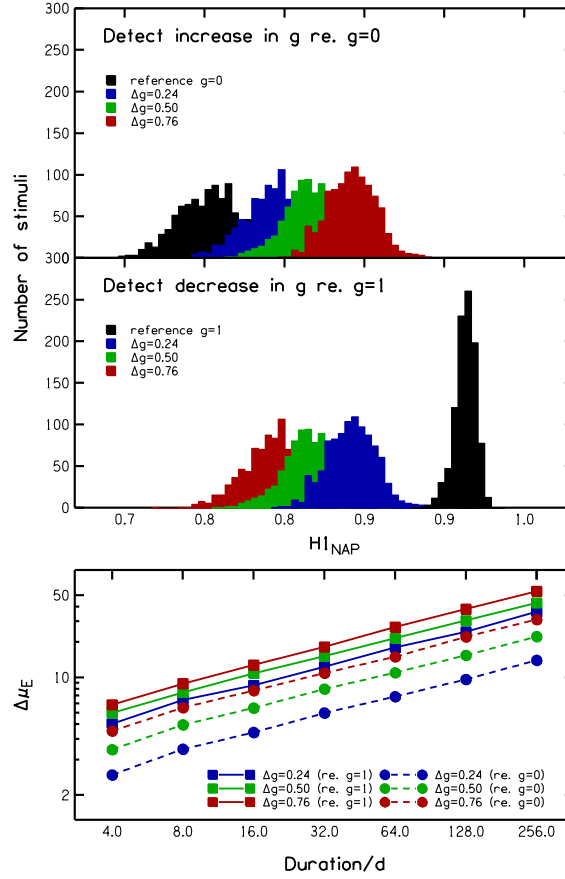 300
Detect increase in g re. g=0
250
reference g=0
200
Δg=0.24
Δg=0.50
150
Δg=0.76
100
50
Number of stimuli
300
Detect decrease in g re. g=1
250
reference g=1
200
Δg=0.24
Δg=0.50
150
Δg=0.76
100
50
0
0.7 0.8 0.8 0.9 0.9 1.0
H1NAP
50
10
2
ΔμE
Δg=0.24 (re. g=1) Δg=0.24 (re. g=0)
Δg=0.50 (re. g=1) Δg=0.50 (re. g=0)
Δg=0.76 (re. g=1) Δg=0.76 (re. g=0)
4.0 8.0 16.0 32.0 64.0 128.0 256.0
Duration/d